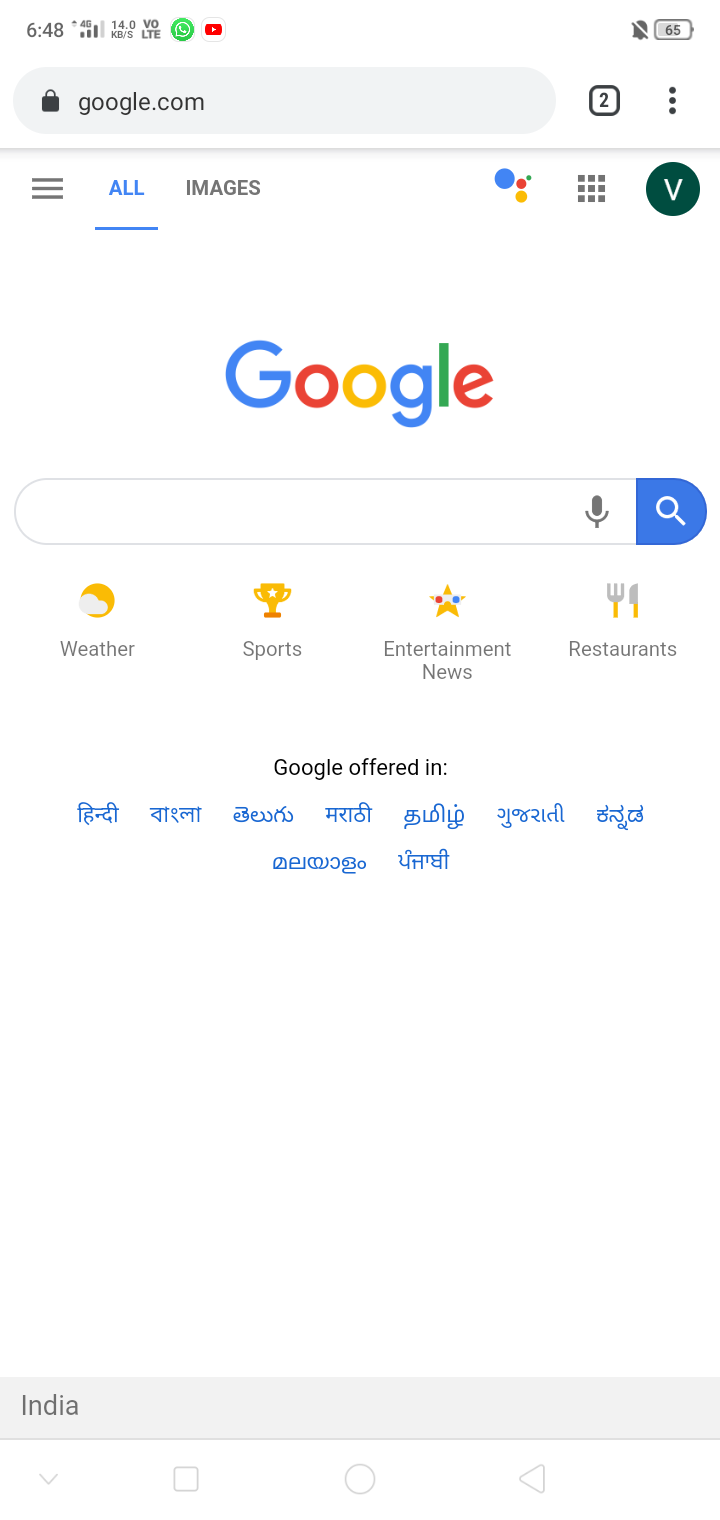 6:48 4G 14.0 KB/S VO LTE 65
google.com 2
ALL IMAGES V
Google
Weather Sports Entertainment News Restaurants
Google offered in:
हिन्दी বাংলা తెలుగు मराठी தமிழ் ગુજરાતી ಕನ್ನಡ
മലയാളം ਪੰਜਾਬੀ
India